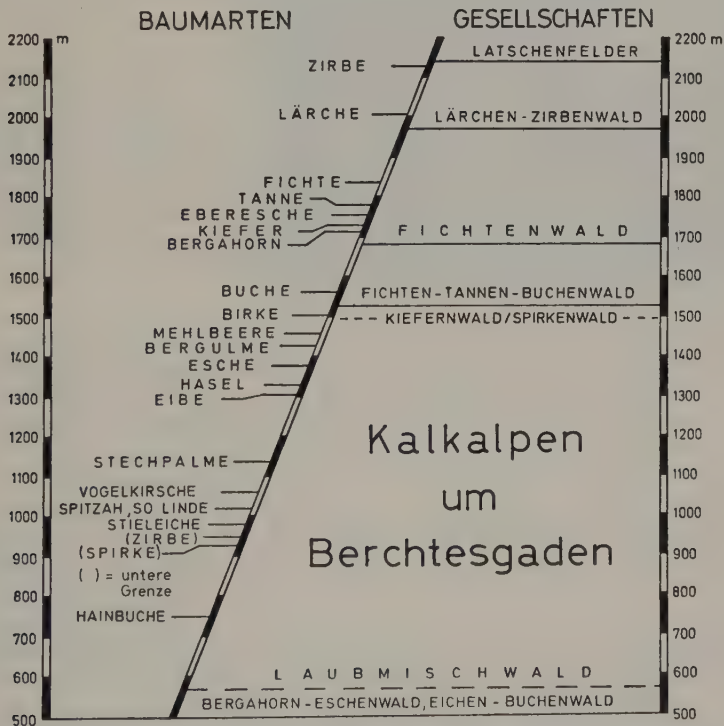 BAUMARTEN
GESELLSCHAFTEN
2200 m
2100
2000
1900
1800
1700
1600
1500
1400
1300
1200
1100
1000
900
800
700
600
500
ZIRBE
LÄRCHE
FICHTE
TANNE
EBERESCHE
KIEFER
BERGAHORN
BUCHE
BIRKE
MEHLBEERE
BERGULME
ESCHE
HASEL
EIBE
STECHPALME
VOGELKIRSCHE
SPITZAH, SO LINDE
STIELEICHE
(ZIRBE)
(SPIRKE)
( ) = untere
Grenze
HAINBUCHE
LATSCHENFELDER
LÄRCHEN-ZIRBENWALD
FICHTENWALD
FICHTEN-TANNEN-BUCHENWALD
KIEFERNWALD/SPIRKENWALD
Kalkalpen
um
Berchtesgaden
LAUBMISCHWALD
BERGAHORN-ESCHENWALD, EICHEN-BUCHENWALD
2200 m
2100
2000
1900
1800
1700
1600
1500
1400
1300
1200
1100
1000
900
800
700
600
500